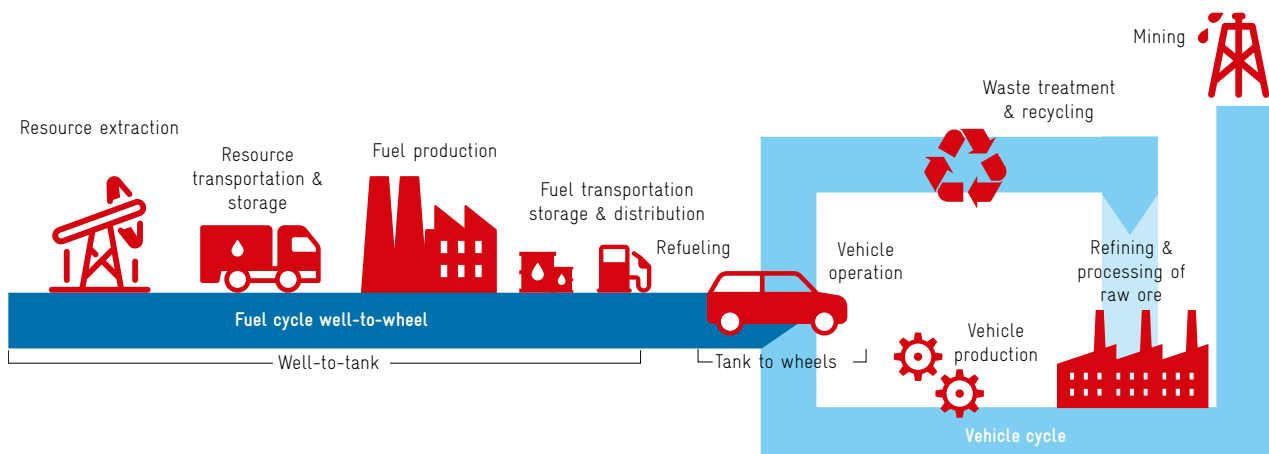 Mining
Waste treatment
& recycling
Resource extraction
Resource
transportation &
storage
Fuel production
Fuel transportation
storage & distribution
Refueling
Vehicle
operation
Refining &
processing of
raw ore
Fuel cycle well-to-wheel
Vehicle
production
Well-to-tank
Tank to wheels
Vehicle cycle